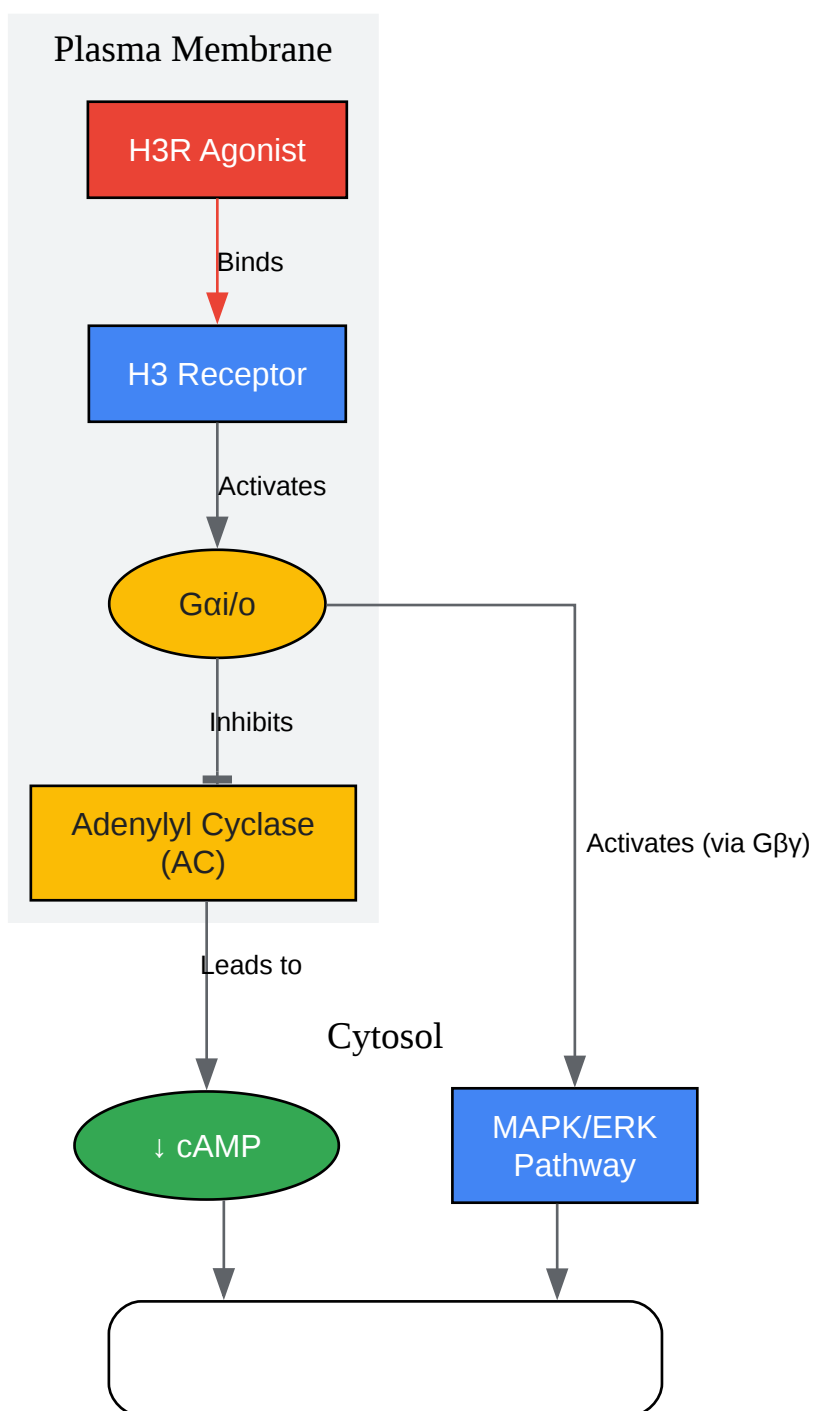 Plasma Membrane
H3R Agonist
Binds
H3 Receptor
Activates
Gαi/o
Inhibits
Adenylyl Cyclase
(AC)
Activates (via Gβγ)
Leads to
Cytosol
↓ cAMP
MAPK/ERK
Pathway